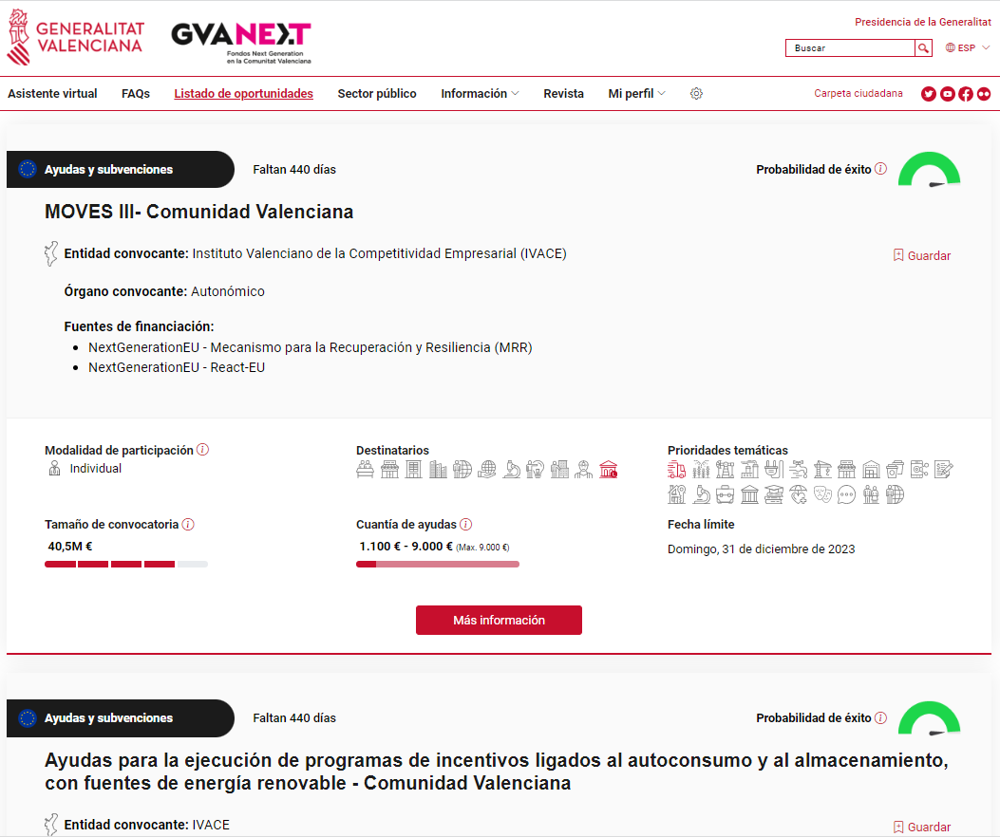 GENERALITAT
VALENCIANA
GVANEXT
Fondos Next Generation
en la Comunitat Valenciana
Presidencia de la Generalitat
Buscar
ESP
Asistente virtual FAQs Listado de oportunidades Sector público Información Revista Mi perfil Carpeta ciudadana
Ayudas y subvenciones Faltan 440 días Probabilidad de éxito
MOVES III- Comunidad Valenciana
Entidad convocante: Instituto Valenciano de la Competitividad Empresarial (IVACE)
Guardar
Órgano convocante: Autonómico
Fuentes de financiación:
• NextGenerationEU - Mecanismo para la Recuperación y Resiliencia (MRR)
• NextGenerationEU - React-EU
Modalidad de participación Destinatarios Prioridades temáticas
Individual
Tamaño de convocatoria Cuantía de ayudas Fecha límite
40,5M € 1.100 € - 9.000 € (Max. 9.000 €) Domingo, 31 de diciembre de 2023
Más información
Ayudas y subvenciones Faltan 440 días Probabilidad de éxito
Ayudas para la ejecución de programas de incentivos ligados al autoconsumo y al almacenamiento,
con fuentes de energía renovable - Comunidad Valenciana
Entidad convocante: IVACE
Guardar